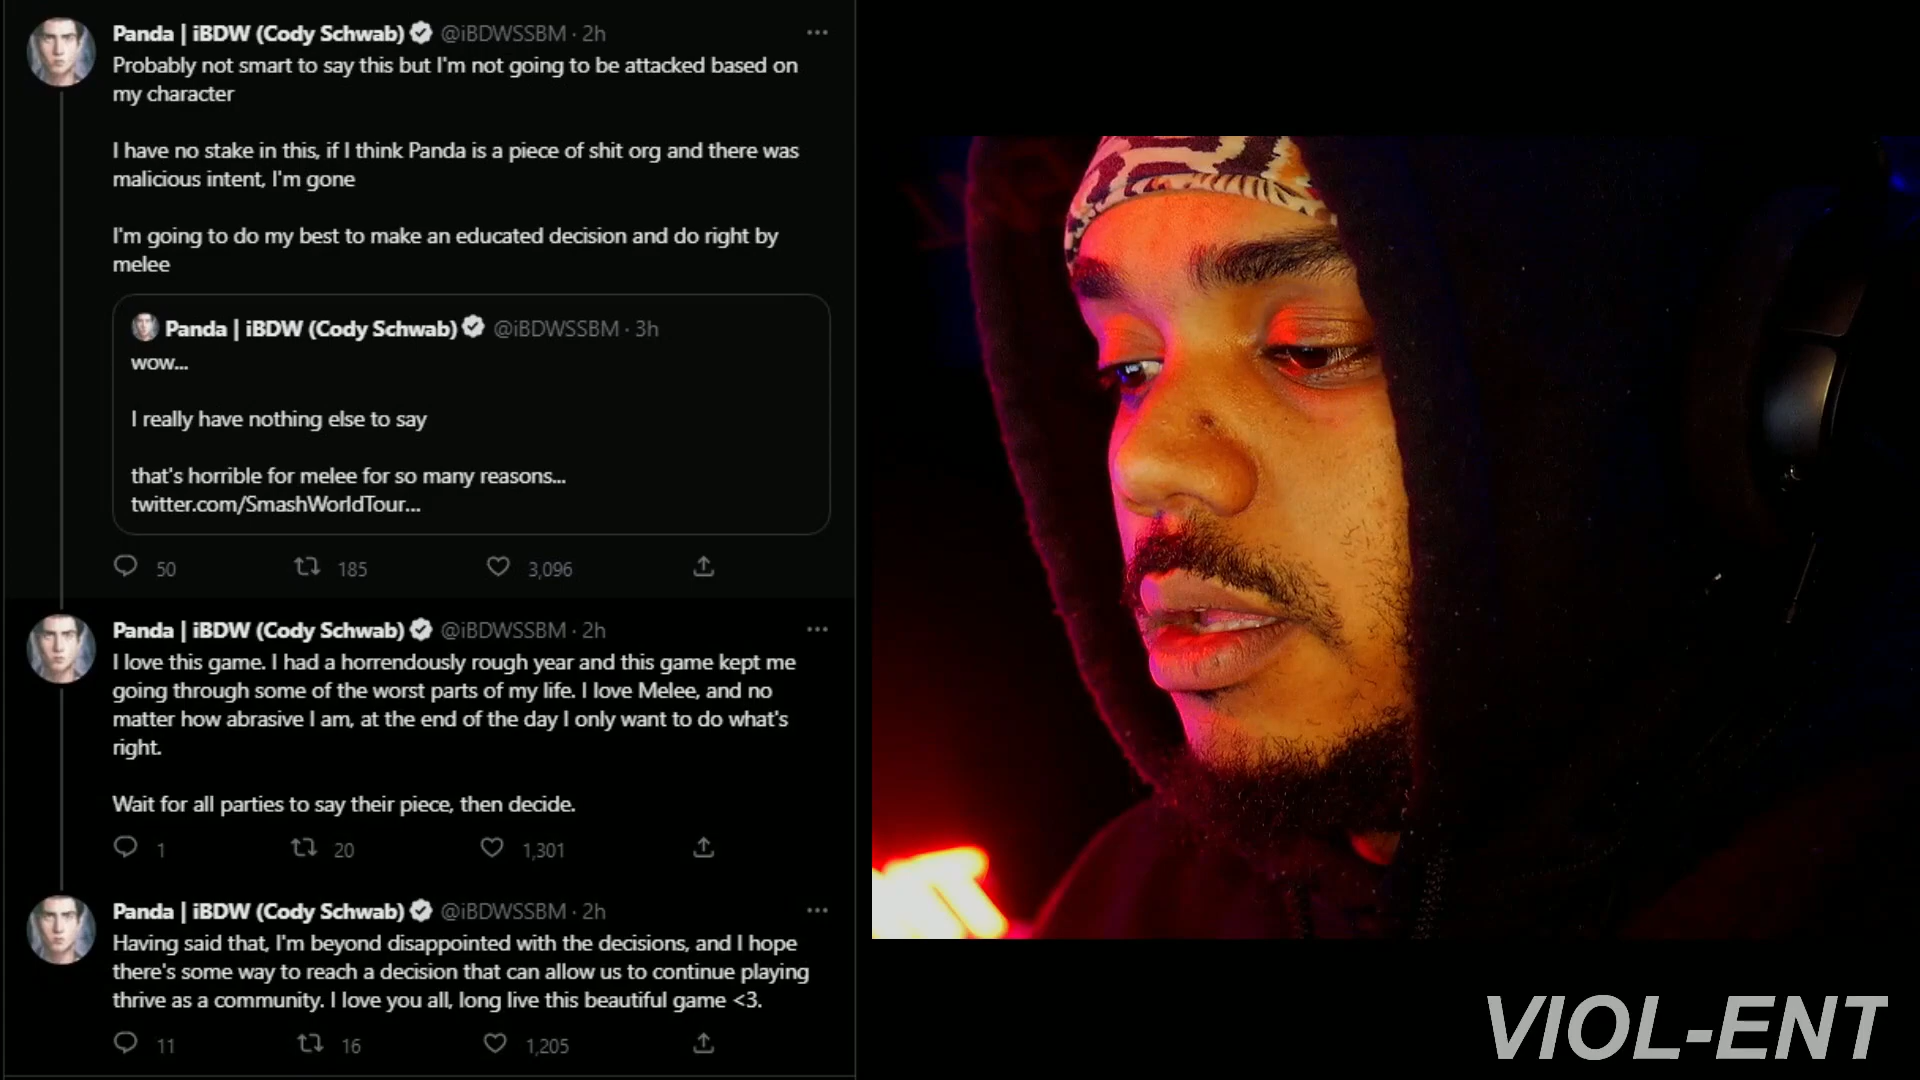 Panda | iBDW (Cody Schwab) @iBDWSSBM · 2h
Probably not smart to say this but I'm not going to be attacked based on
my character
I have no stake in this, if I think Panda is a piece of shit org and there was
malicious intent, I'm gone
I'm going to do my best to make an educated decision and do right by
melee
Panda | iBDW (Cody Schwab) @iBDWSSBM · 3h
wow...
I really have nothing else to say
that's horrible for melee for so many reasons...
twitter.com/SmashWorldTour...
50 185 3,096
Panda | iBDW (Cody Schwab) @iBDWSSBM · 2h
I love this game. I had a horrendously rough year and this game kept me
going through some of the worst parts of my life. I love Melee, and no
matter how abrasive I am, at the end of the day I only want to do what's
right.
Wait for all parties to say their piece, then decide.
1 20 1,301
Panda | iBDW (Cody Schwab) @iBDWSSBM · 2h
Having said that, I'm beyond disappointed with the decisions, and I hope
there's some way to reach a decision that can allow us to continue playing
thrive as a community. I love you all, long live this beautiful game <3.
11 16 1,205
VIOL-ENT